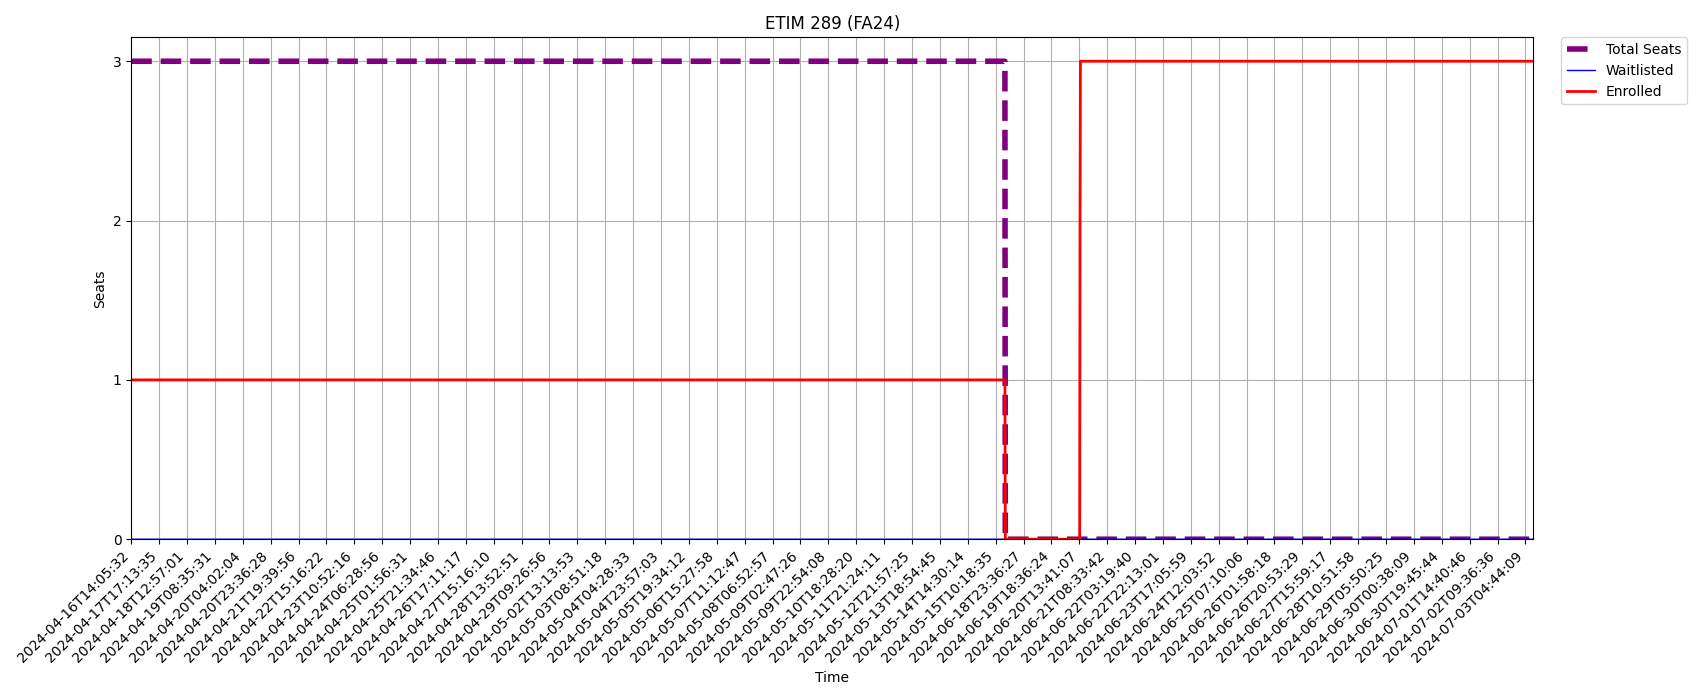 ETIM 289 (FA24)
Total Seats
Waitlisted
Enrolled
Seats
3
2
1
0
2024-04-16T14:05:32
2024-04-17T17:13:35
2024-04-18T12:57:01
2024-04-19T08:35:31
2024-04-20T04:02:04
2024-04-20T23:36:28
2024-04-21T19:39:56
2024-04-22T15:16:22
2024-04-23T10:52:16
2024-04-24T06:28:56
2024-04-25T01:56:31
2024-04-25T21:34:46
2024-04-26T17:11:17
2024-04-27T15:16:10
2024-04-28T13:52:51
2024-04-29T09:26:56
2024-05-02T13:13:53
2024-05-03T08:51:18
2024-05-04T04:28:33
2024-05-04T23:57:03
2024-05-05T19:34:12
2024-05-06T15:27:58
2024-05-07T11:12:47
2024-05-08T06:52:57
2024-05-09T02:47:26
2024-05-09T22:54:08
2024-05-10T18:28:20
2024-05-11T21:24:11
2024-05-12T21:57:25
2024-05-13T18:54:45
2024-05-14T14:30:14
2024-05-15T10:18:35
2024-06-18T23:36:27
2024-06-19T18:36:24
2024-06-20T13:41:07
2024-06-21T08:33:42
2024-06-22T03:19:40
2024-06-22T22:13:01
2024-06-23T17:05:59
2024-06-24T12:03:52
2024-06-25T07:10:06
2024-06-26T01:58:18
2024-06-26T20:53:29
2024-06-27T15:59:17
2024-06-28T10:51:58
2024-06-29T05:50:25
2024-06-30T00:38:09
2024-06-30T19:45:44
2024-07-01T14:40:46
2024-07-02T09:36:36
2024-07-03T04:44:09
Time